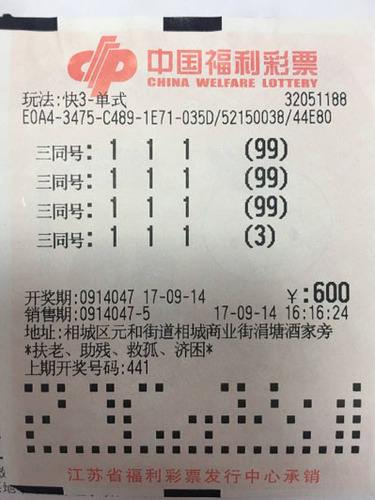 中国福利彩票
CHINA WELFARE LOTTERY
玩法:快3-单式 32051188
E0A4-3475-C489-1E71-035D/52150038/44E80
三同号: 1 1 1 (99)
三同号: 1 1 1 (99)
三同号: 1 1 1 (99)
三同号: 1 1 1 (3)
开奖期:0914047 17-09-14 ¥:600
销售期:0914047-5 17-09-14 16:16:24
地址:相城区元和街道相城商业街涓塘酒家旁
*扶老、助残、救孤、济困*
上期开奖号码:441
江苏省福利彩票发行中心承销